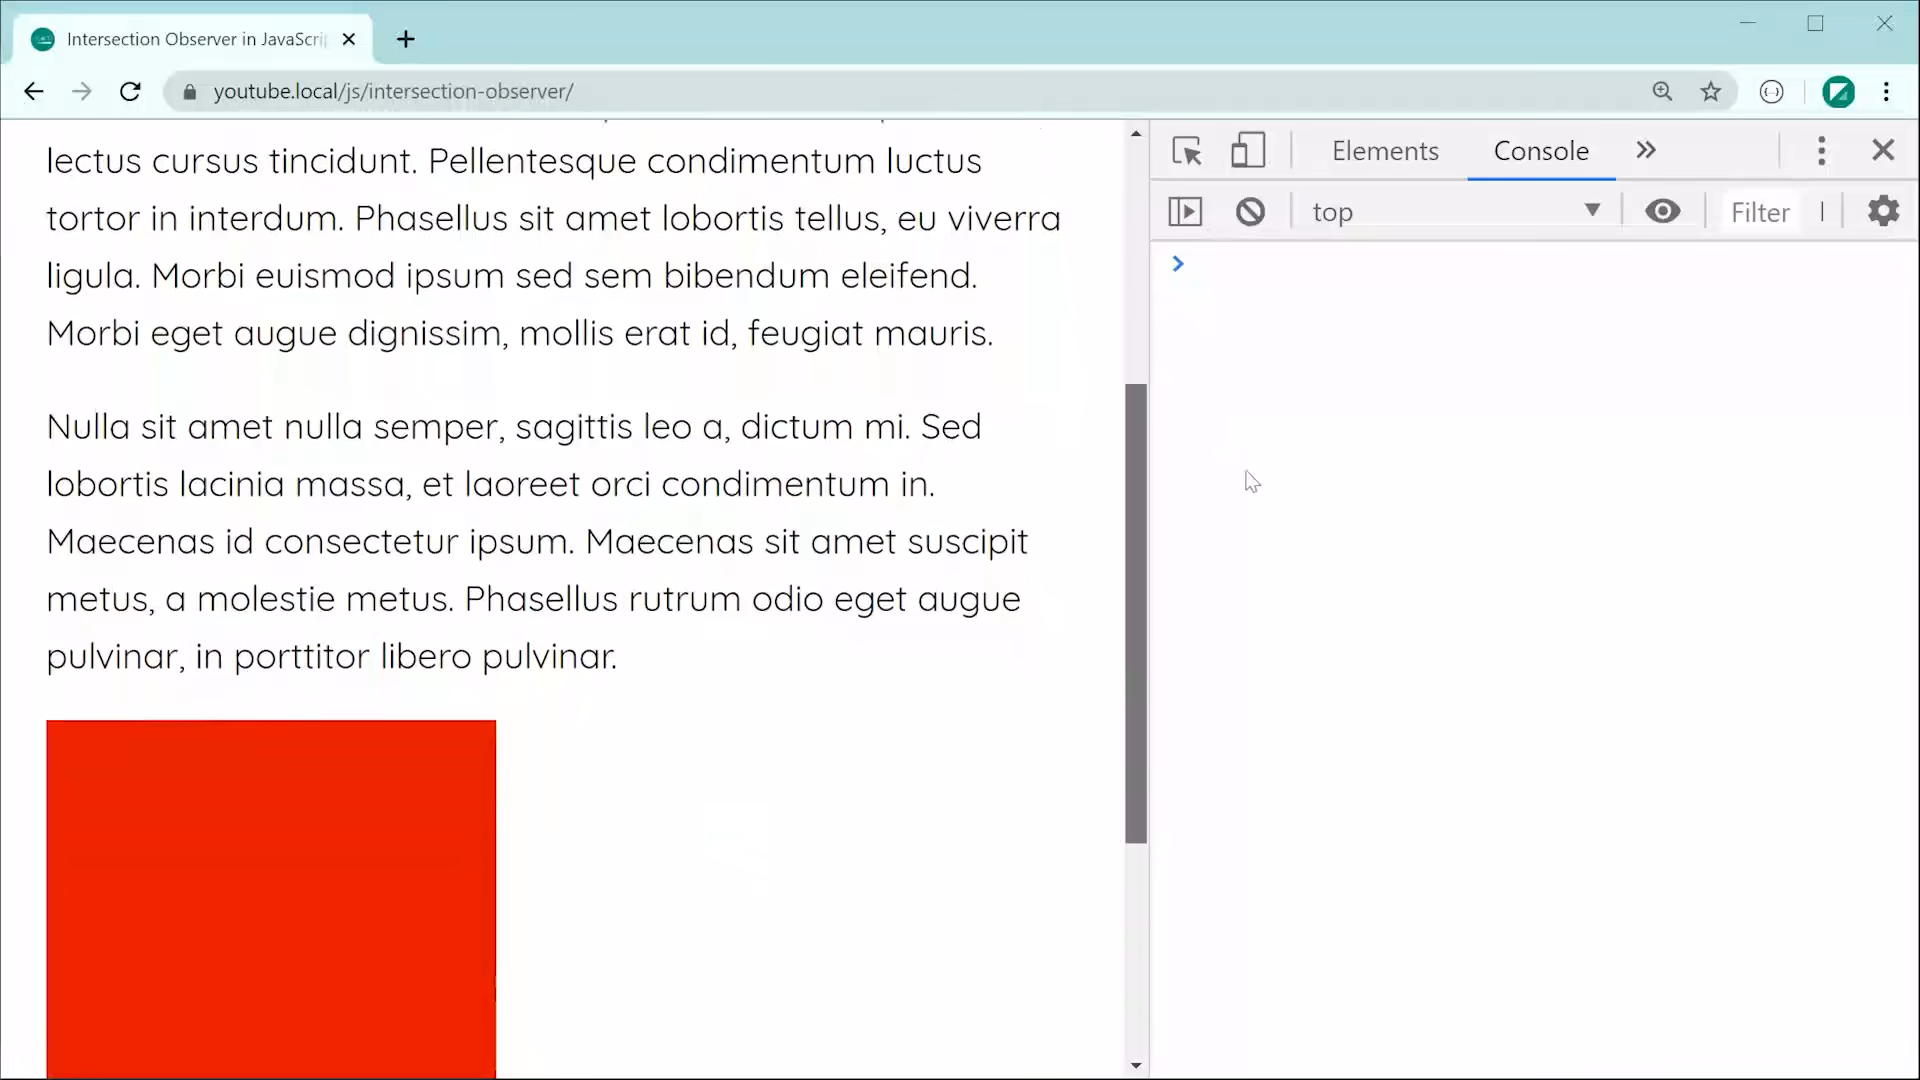 Intersection Observer in JavaScri
youtube.local/js/intersection-observer/
lectus cursus tincidunt. Pellentesque condimentum luctus
tortor in interdum. Phasellus sit amet lobortis tellus, eu viverra
ligula. Morbi euismod ipsum sed sem bibendum eleifend.
Morbi eget augue dignissim, mollis erat id, feugiat mauris.
Nulla sit amet nulla semper, sagittis leo a, dictum mi. Sed
lobortis lacinia massa, et laoreet orci condimentum in.
Maecenas id consectetur ipsum. Maecenas sit amet suscipit
metus, a molestie metus. Phasellus rutrum odio eget augue
pulvinar, in porttitor libero pulvinar.
Elements Console
top Filter